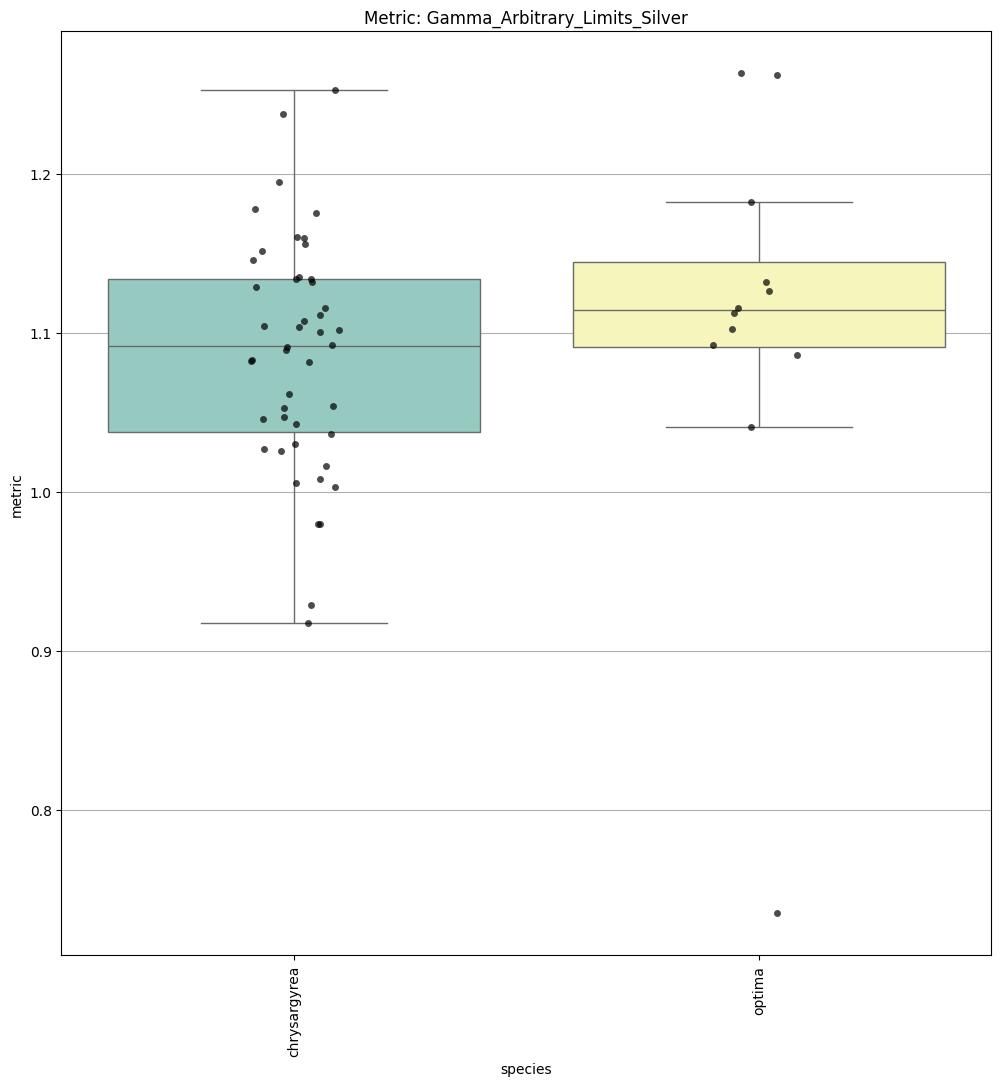 Metric: Gamma_Arbitrary_Limits_Silver
1.2
1.1
1.0
0.9
0.8
metric
chrysargyrea
optima
species